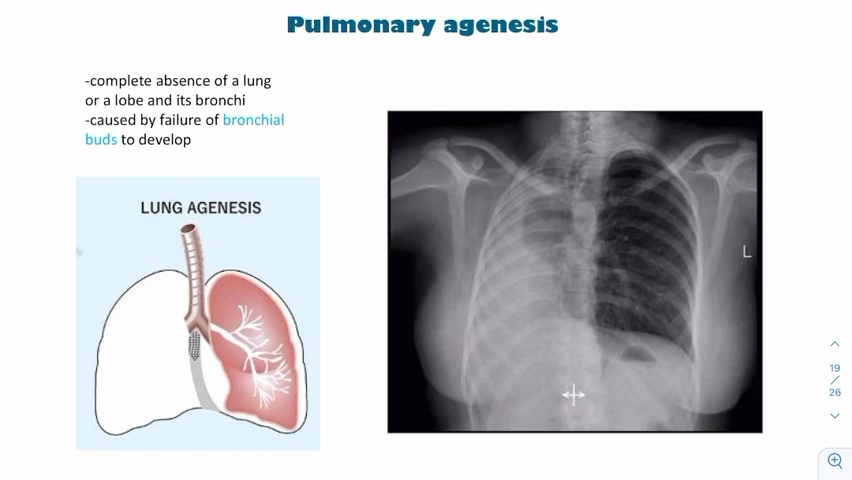 Pulmonary agenesis
-complete absence of a lung
or a lobe and its bronchi
-caused by failure of bronchial
buds to develop
LUNG AGENESIS
L
19
/
26